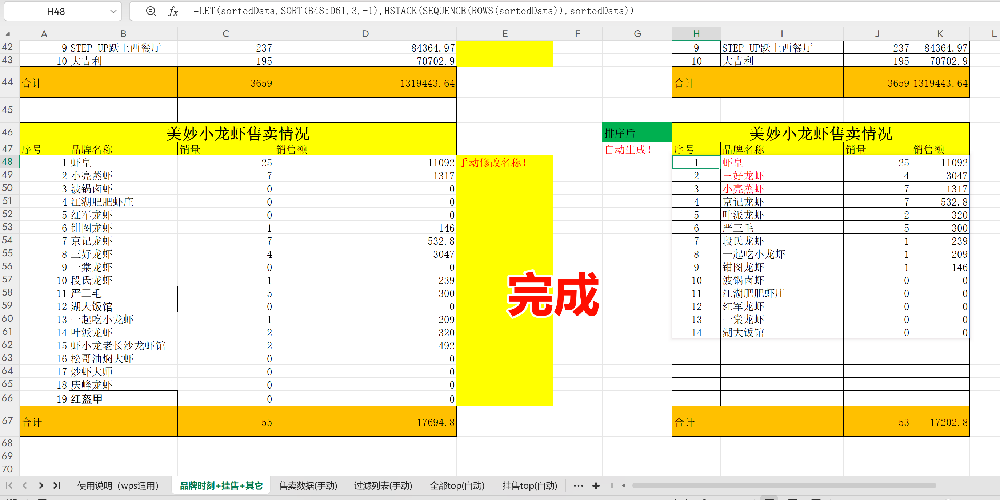 H48 fx =LET(sortedData,SORT(B48:D61,3,-1),HSTACK(SEQUENCE(ROWS(sortedData)),sortedData))
A B C D E F G H I J K L
42 9 STEP-UP跃上西餐厅 237 84364.97 9 STEP-UP跃上西餐厅 237 84364.97
43 10 大吉利 195 70702.9 10 大吉利 195 70702.9
44 合计 3659 1319443.64 合计 3659 1319443.64
45
46 美妙小龙虾售卖情况 排序后 美妙小龙虾售卖情况
47 序号 品牌名称 销量 销售额 自动生成! 序号 品牌名称 销量 销售额
48 1 虾皇 25 11092 手动修改名称! 1 虾皇 25 11092
49 2 小亮蒸虾 7 1317 2 三好龙虾 4 3047
50 3 波锅卤虾 0 0 3 小亮蒸虾 7 1317
51 4 江湖肥肥虾庄 0 0 4 京记龙虾 7 532.8
52 5 红军龙虾 0 0 5 叶派龙虾 2 320
53 6 钳图龙虾 1 146 6 严三毛 5 300
54 7 京记龙虾 7 532.8 7 段氏龙虾 1 239
55 8 三好龙虾 4 3047 8 一起吃小龙虾 1 209
56 9 一棠龙虾 0 0 9 钳图龙虾 1 146
57 10 段氏龙虾 1 239 10 波锅卤虾 0 0
58 11 严三毛 5 300 完成 11 江湖肥肥虾庄 0 0
59 12 湖大饭馆 0 0 12 红军龙虾 0 0
60 13 一起吃小龙虾 1 209 13 一棠龙虾 0 0
61 14 叶派龙虾 2 320 14 湖大饭馆 0 0
62 15 虾小龙老长沙龙虾馆 2 492
63 16 松哥油焖大虾 0 0
64 17 炒虾大师 0 0
65 18 庆峰龙虾 0 0
66 19 红盔甲 0 0
67 合计 55 17694.8 合计 53 17202.8
68
69
70
使用说明（wps适用） 品牌时刻+挂售+其它 售卖数据(手动) 过滤列表(手动) 全部top(自动) 挂售top(自动) ··· +